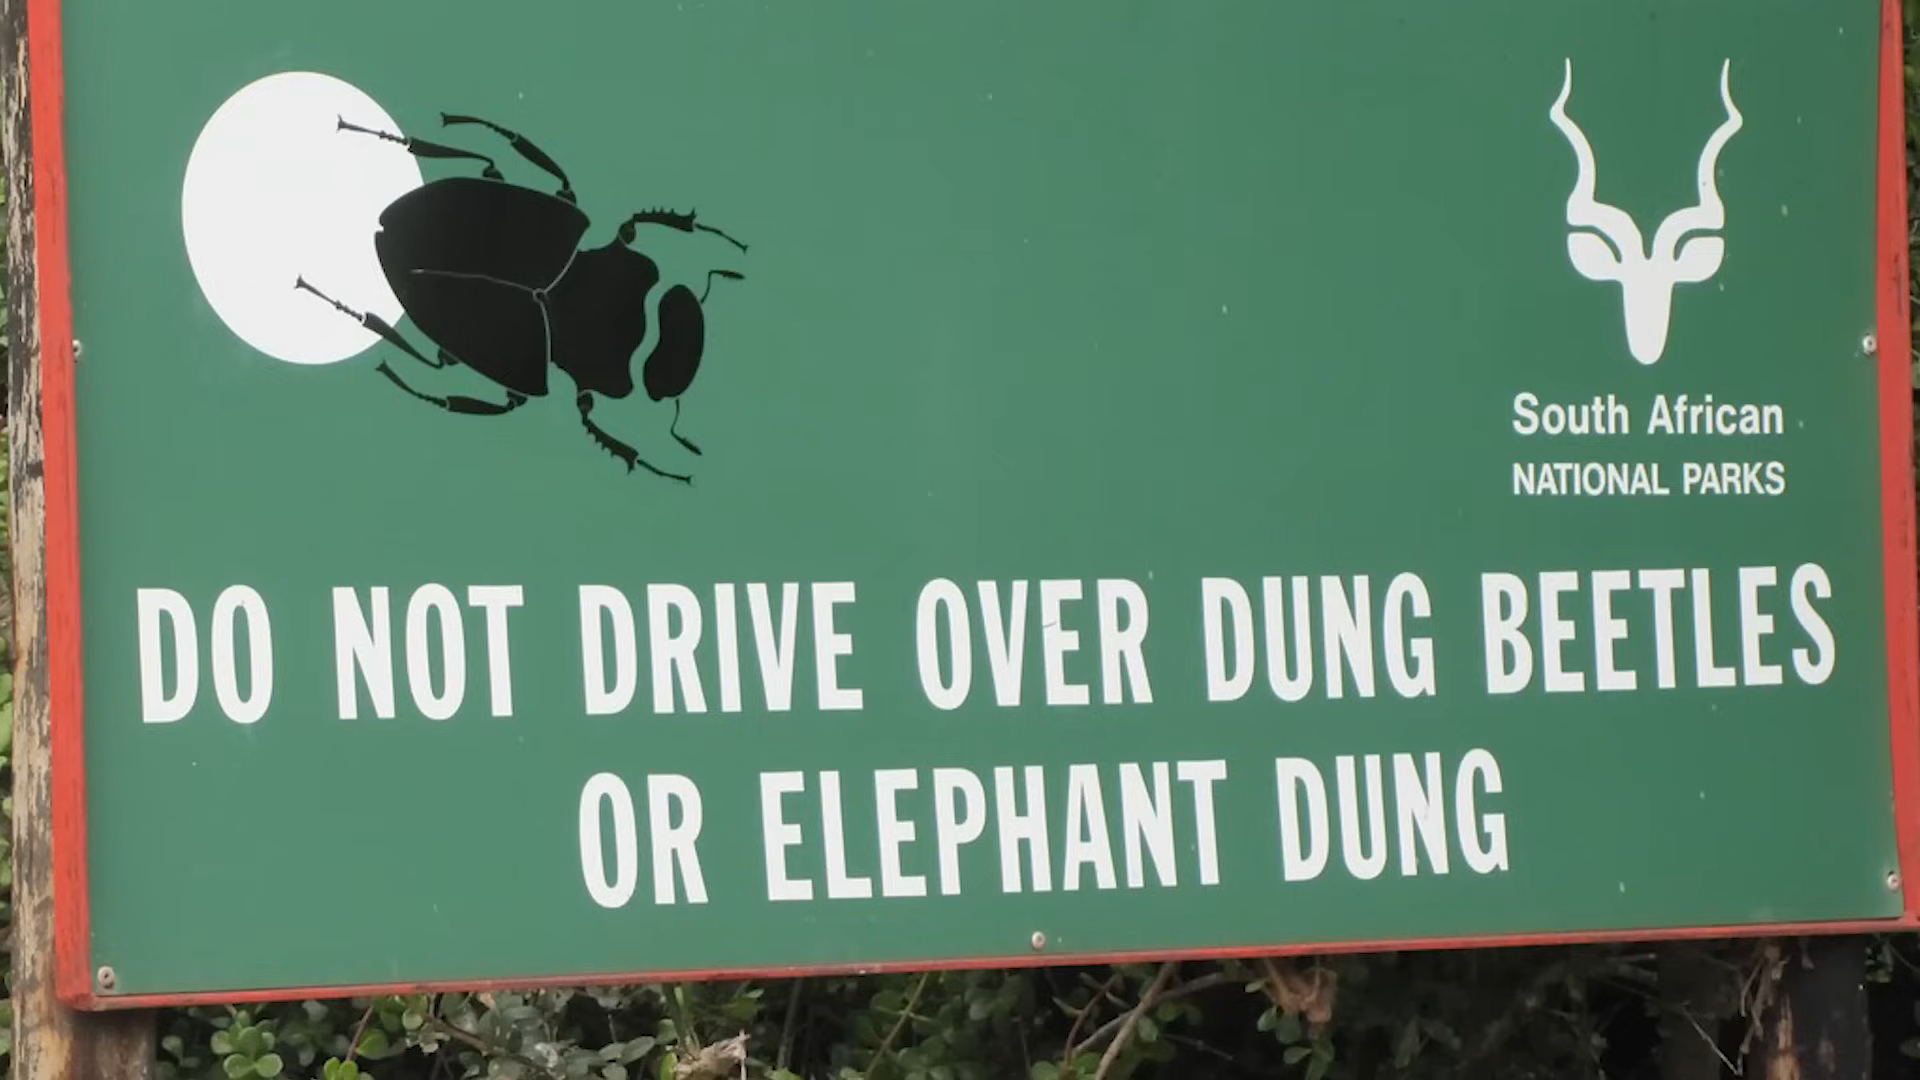 South African
NATIONAL PARKS
DO NOT DRIVE OVER DUNG BEETLES
OR ELEPHANT DUNG